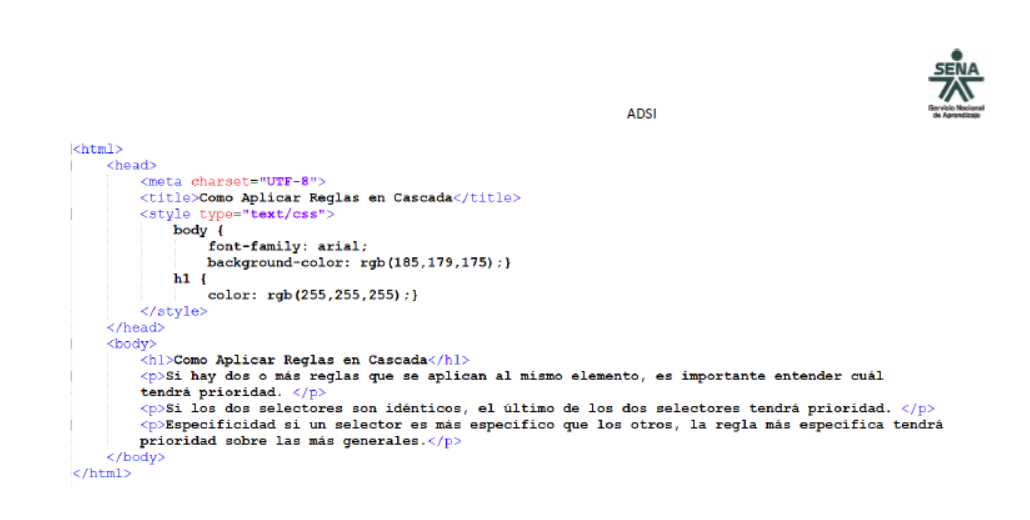 SENA
Servicio Nacional
de Aprendizaje
ADSI
<html>
<head>
<meta charset="UTF-8">
<title>Como Aplicar Reglas en Cascada</title>
<style type="text/css">
body {
font-family: arial;
background-color: rgb(185,179,175);}
h1 {
color: rgb(255,255,255);}
</style>
</head>
<body>
<h1>Como Aplicar Reglas en Cascada</h1>
<p>Si hay dos o más reglas que se aplican al mismo elemento, es importante entender cuál
tendrá prioridad. </p>
<p>Si los dos selectores son idénticos, el último de los dos selectores tendrá prioridad. </p>
<p>Especificidad si un selector es más específico que los otros, la regla más específica tendrá
prioridad sobre las más generales.</p>
</body>
</html>